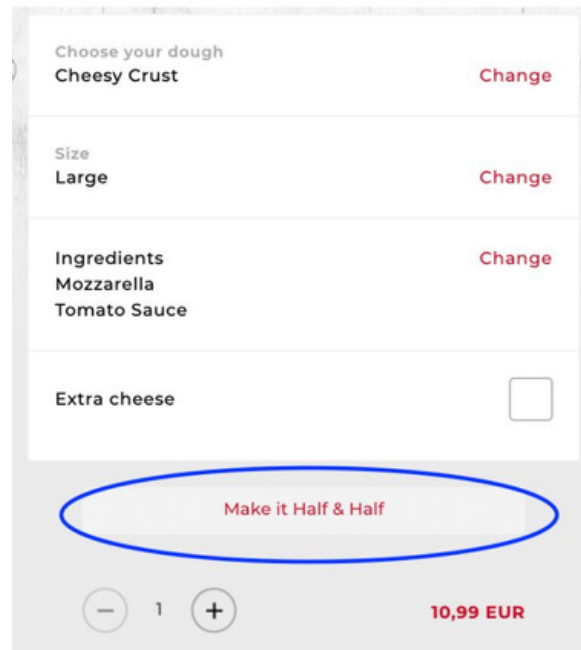 Choose your dough
Cheesy Crust
Change
Size
Large
Change
Ingredients
Change
Mozzarella
Tomato Sauce
Extra cheese
Make it Half & Half
1
10,99 EUR